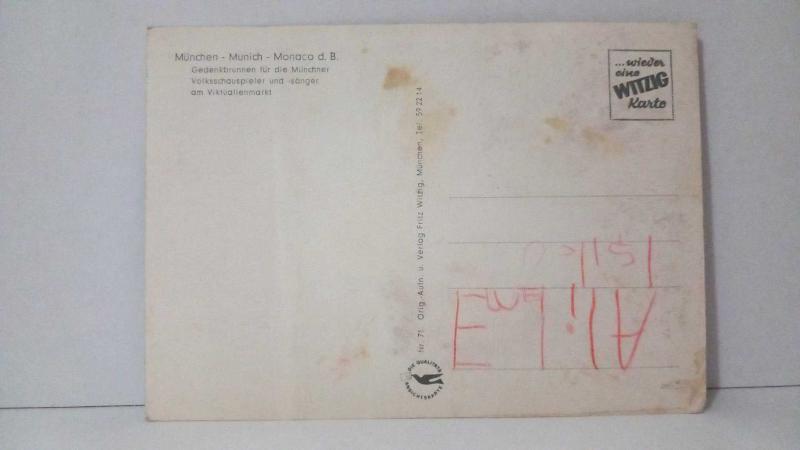 München - Munich - Monaco d. B.
Gedenkbrunnen für die Münchner
Volksschauspieler und -sänger
am Viktualienmarkt
...wieder
eine
WITZIG
Karte
Nr. 71 Orig.-Aufn. u. Verlag Fritz Witzig, München, Tel. 59 22 14
DIE QUALITÄTS
ANSICHTSKARTE